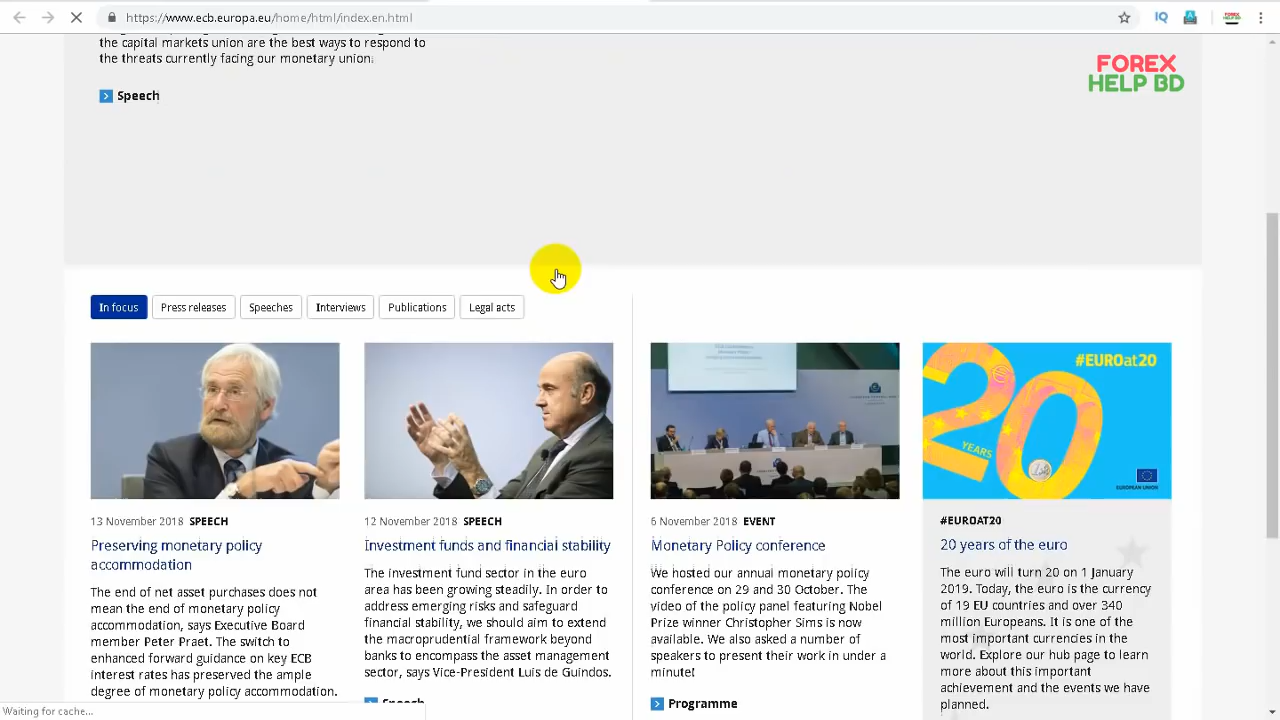 https://www.ecb.europa.eu/home/html/index.en.html
the capital markets union are the best ways to respond to
the threats currently facing our monetary union.
Speech
FOREX
HELP BD
In focus
Press releases
Speeches
Interviews
Publications
Legal acts
13 November 2018 SPEECH
Preserving monetary policy
accommodation
The end of net asset purchases does not
mean the end of monetary policy
accommodation, says Executive Board
member Peter Praet. The switch to
enhanced forward guidance on key ECB
interest rates has preserved the ample
degree of monetary policy accommodation.
12 November 2018 SPEECH
Investment funds and financial stability
The investment fund sector in the euro
area has been growing steadily. In order to
address emerging risks and safeguard
financial stability, we should aim to extend
the macroprudential framework beyond
banks to encompass the asset management
sector, says Vice-President Luis de Guindos.
Speech
6 November 2018 EVENT
Monetary Policy conference
We hosted our annual monetary policy
conference on 29 and 30 October. The
video of the policy panel featuring Nobel
Prize winner Christopher Sims is now
available. We also asked a number of
speakers to present their work in under a
minute!
Programme
#EUROat20
20
YEARS
EUROPEAN UNION
#EUROAT20
20 years of the euro
The euro will turn 20 on 1 January
2019. Today, the euro is the currency
of 19 EU countries and over 340
million Europeans. It is one of the
most important currencies in the
world. Explore our hub page to learn
more about this important
achievement and the events we have
planned.
Waiting for cache...